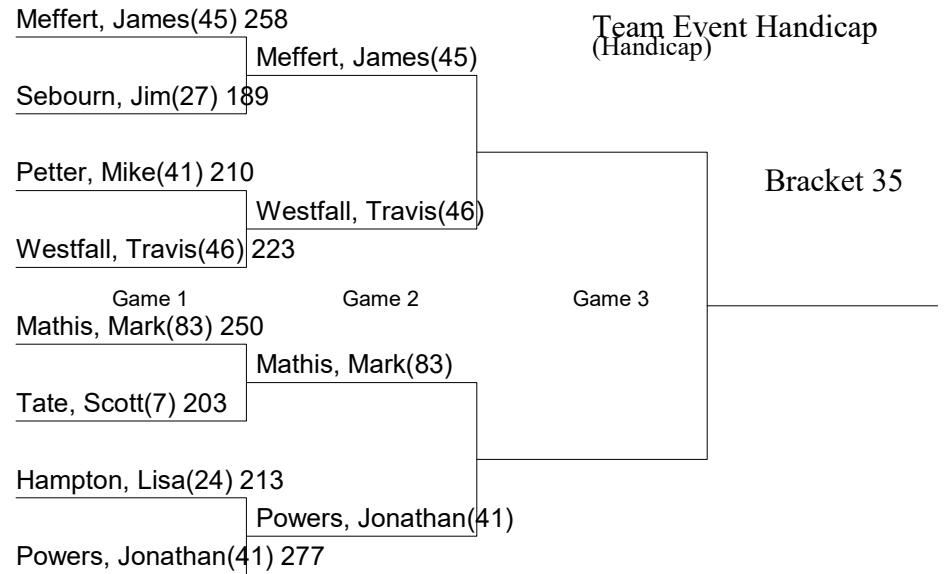 Meffert, James(45) 258
Team Event Handicap
(Handicap)
Meffert, James(45)
Sebourn, Jim(27) 189
Petter, Mike(41) 210
Bracket 35
Westfall, Travis(46)
Westfall, Travis(46) 223
Game 1
Game 2
Game 3
Mathis, Mark(83) 250
Mathis, Mark(83)
Tate, Scott(7) 203
Hampton, Lisa(24) 213
Powers, Jonathan(41)
Powers, Jonathan(41) 277